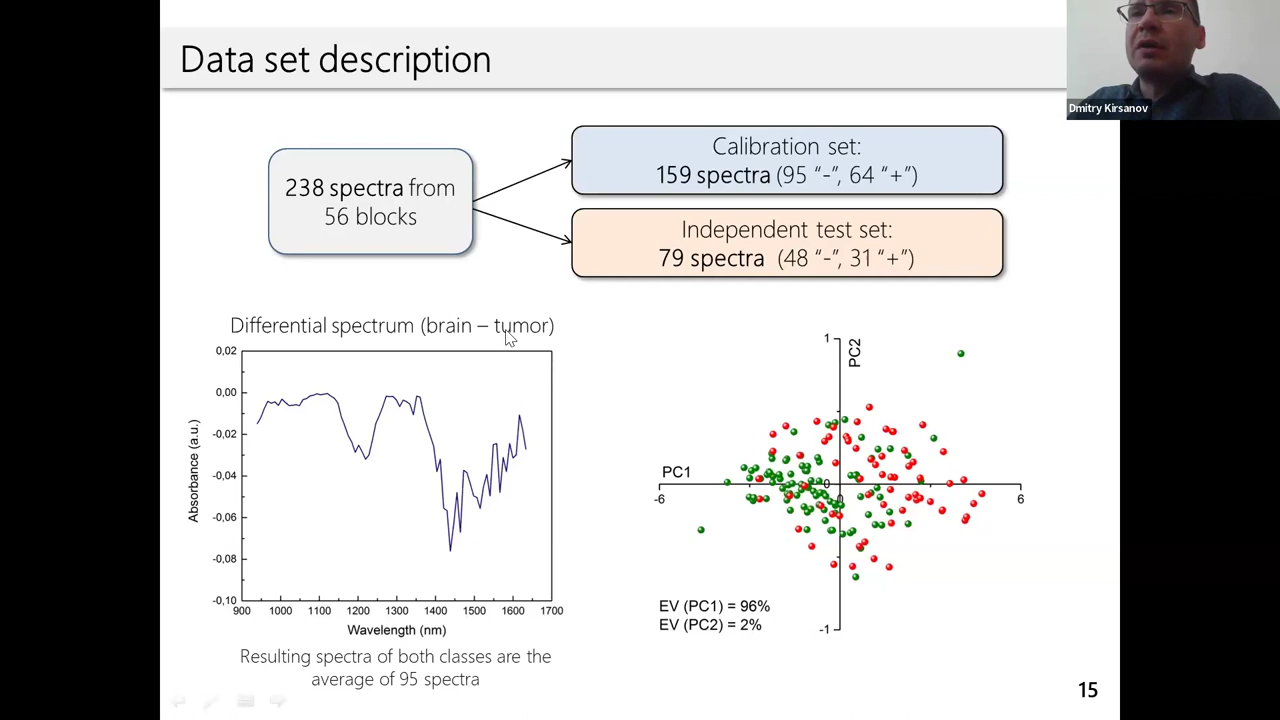 Data set description
Dmitry Kirsanov
238 spectra from
56 blocks
Calibration set:
159 spectra (95 “-”, 64 “+”)
Independent test set:
79 spectra (48 “-”, 31 “+”)
Differential spectrum (brain – tumor)
0,02
0,00
-0,02
-0,04
-0,06
-0,08
-0,10
Absorbance (a.u.)
900 1000 1100 1200 1300 1400 1500 1600 1700
Wavelength (nm)
Resulting spectra of both classes are the
average of 95 spectra
1
PC2
PC1
-6 0 6
-1
EV (PC1) = 96%
EV (PC2) = 2%
15